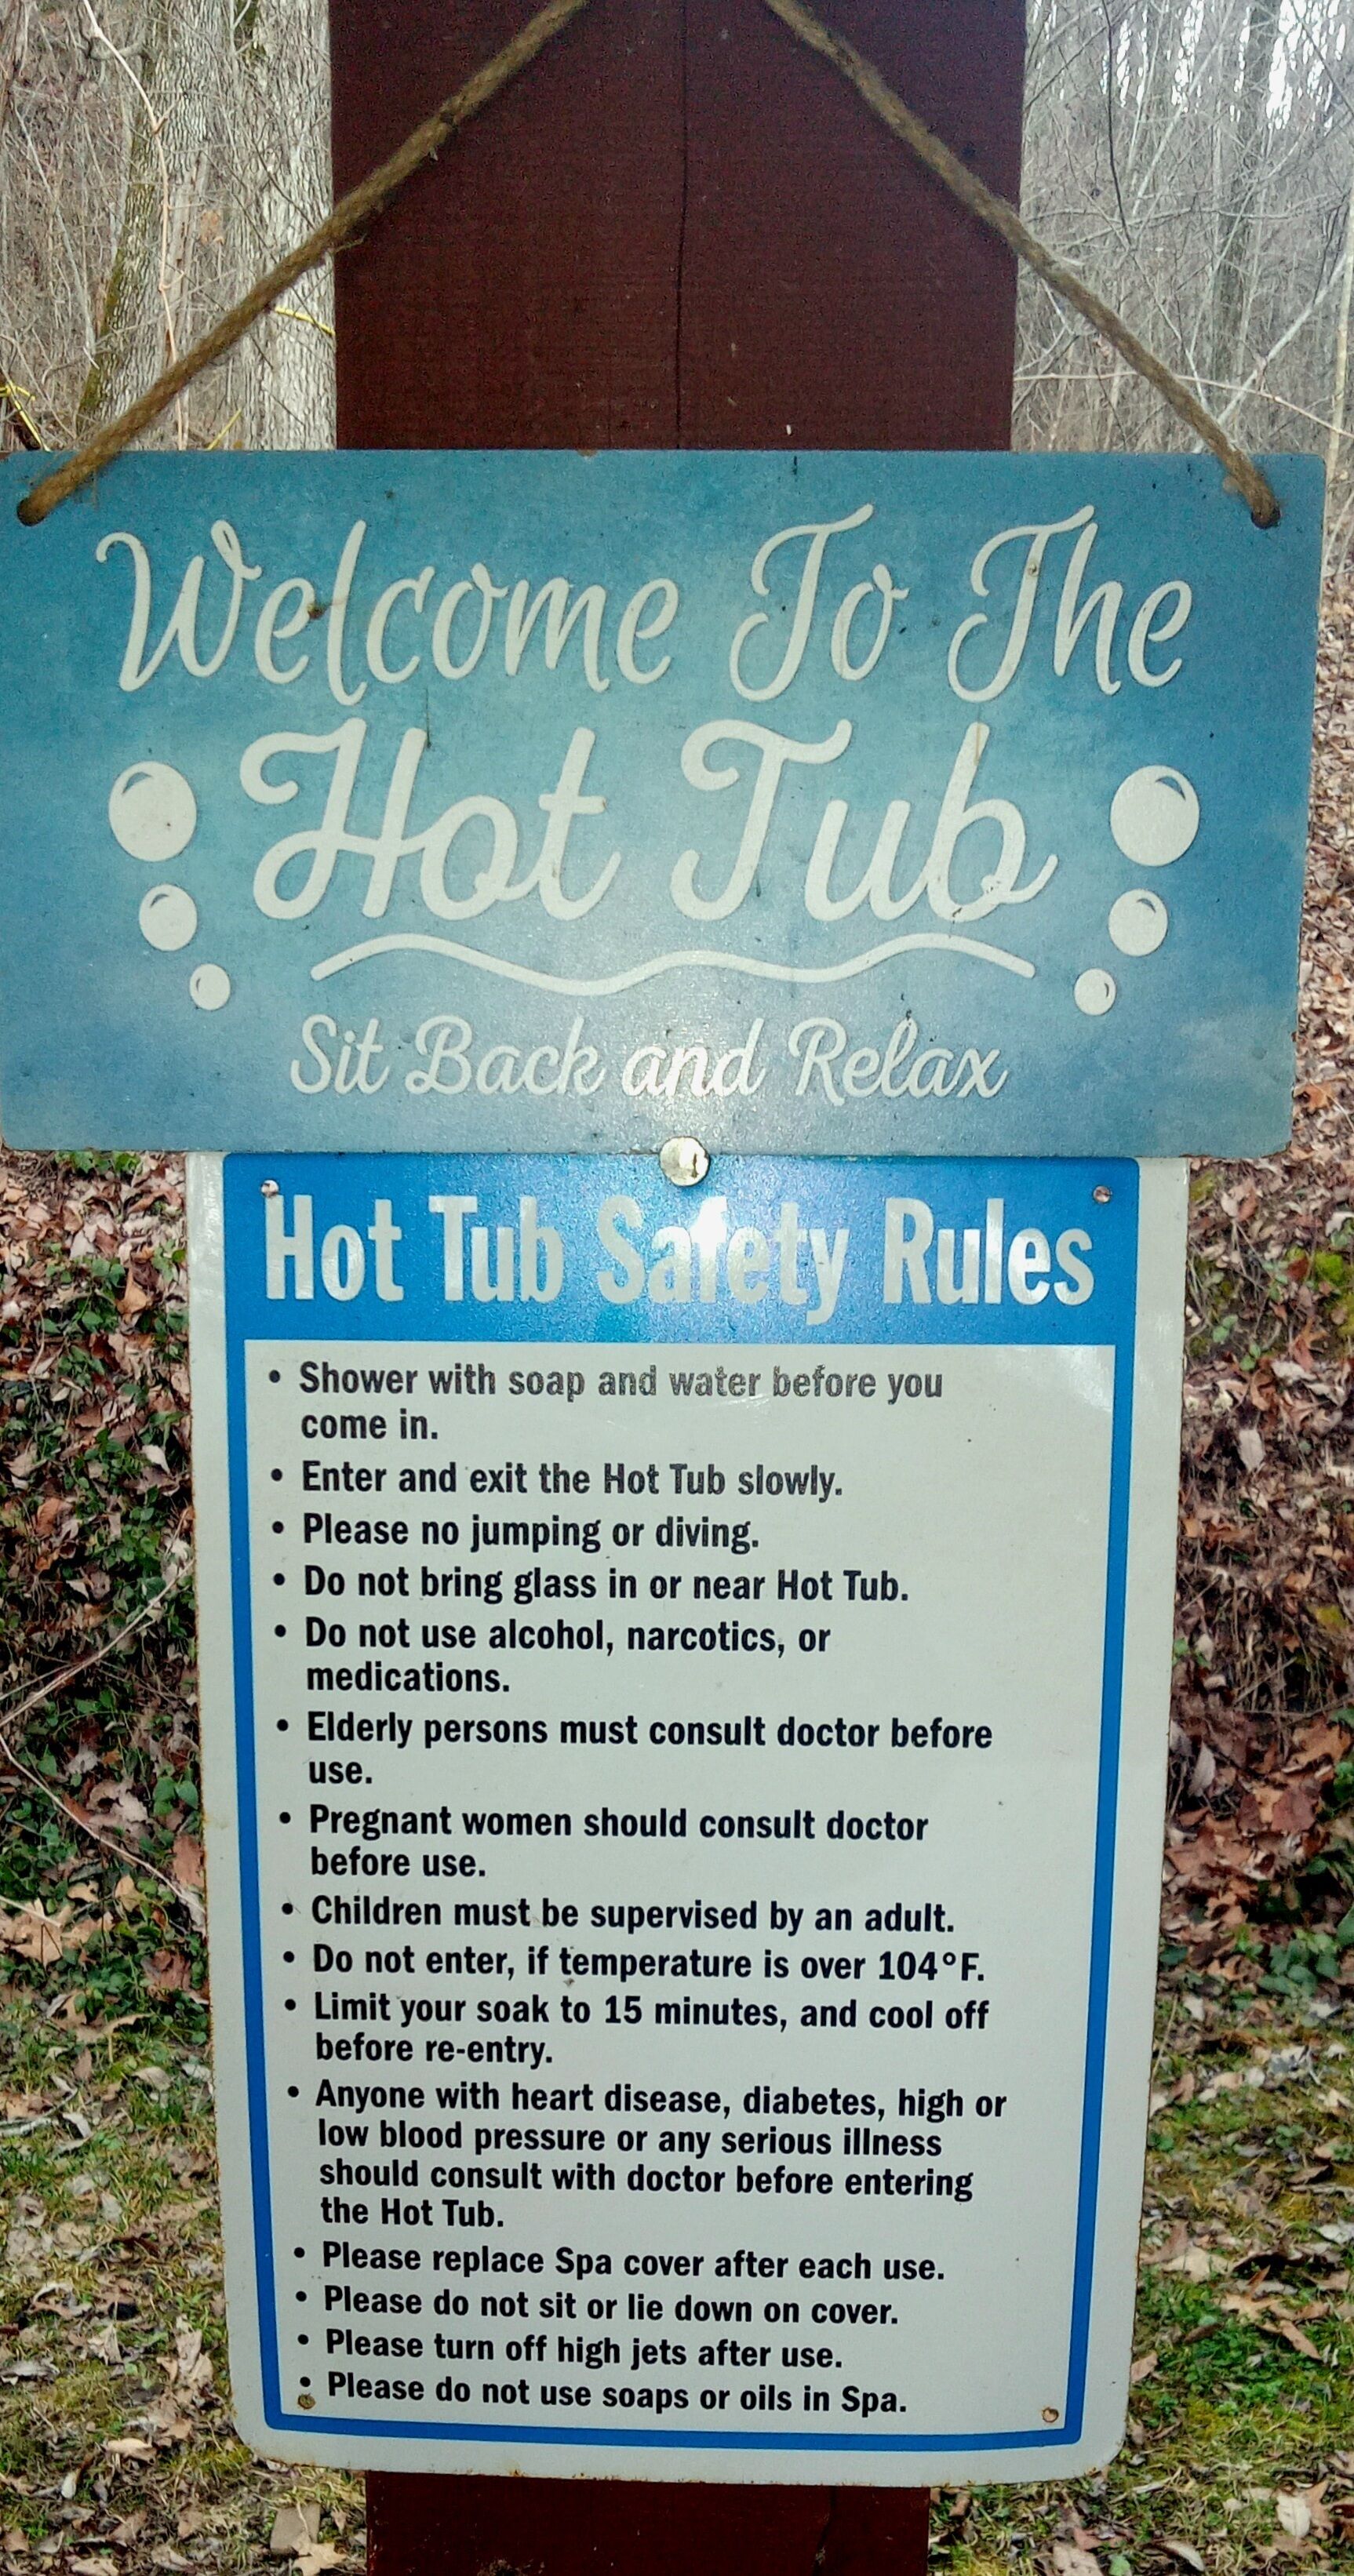 Welcome To The
Hot Tub
Sit Back and Relax
Hot Tub Safety Rules
• Shower with soap and water before you
come in.
• Enter and exit the Hot Tub slowly.
• Please no jumping or diving.
• Do not bring glass in or near Hot Tub.
• Do not use alcohol, narcotics, or
medications.
• Elderly persons must consult doctor before
use.
• Pregnant women should consult doctor
before use.
• Children must be supervised by an adult.
• Do not enter, if temperature is over 104°F.
• Limit your soak to 15 minutes, and cool off
before re-entry.
• Anyone with heart disease, diabetes, high or
low blood pressure or any serious illness
should consult with doctor before entering
the Hot Tub.
• Please replace Spa cover after each use.
• Please do not sit or lie down on cover.
• Please turn off high jets after use.
• Please do not use soaps or oils in Spa.